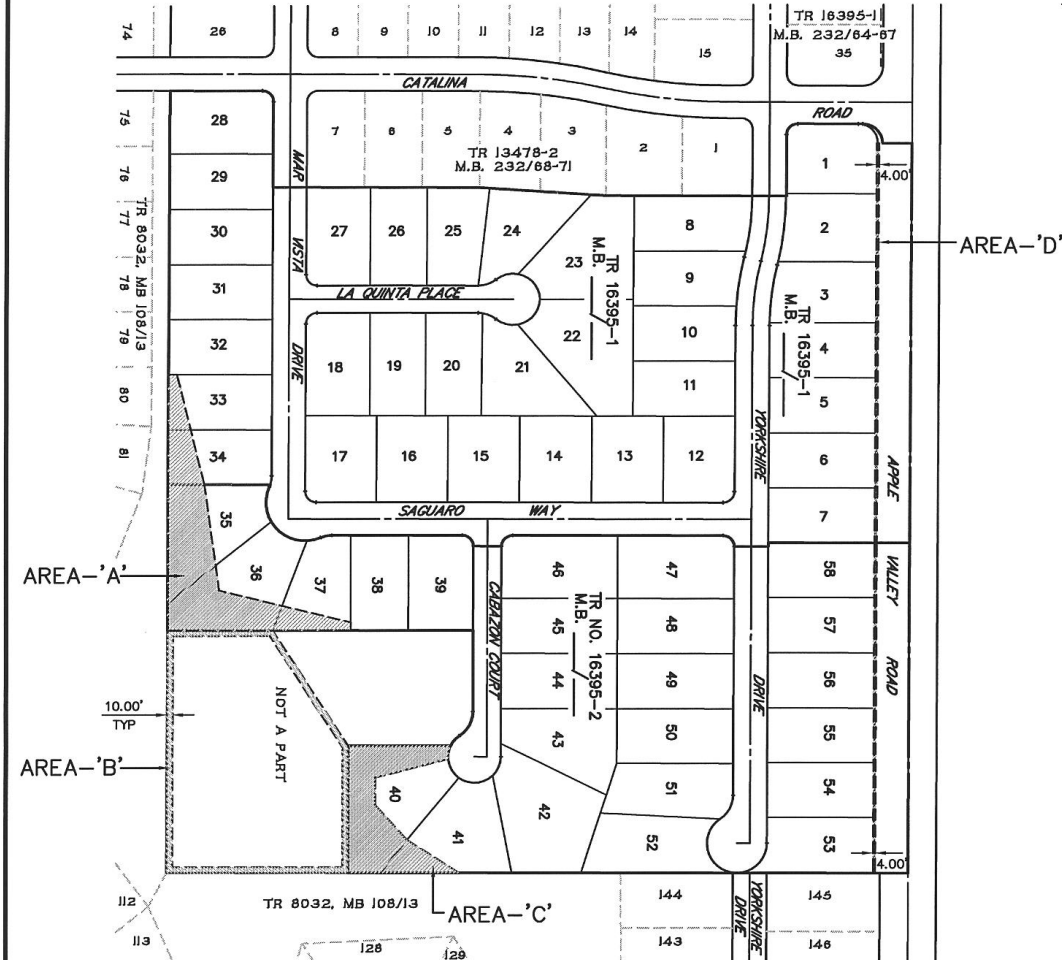 TR 16395-1
M.B. 232/64-67
35
74
26
8
9
10
11
12
13
14
15
CATALINA
ROAD
75
76
77
78
79
80
81
TR 8032, MB 108/13
28
29
30
31
32
33
34
MAR
VISTA
DRIVE
7
6
5
4
3
2
1
TR 13478-2
M.B. 232/68-71
27
26
25
24
23
22
TR 16395-1
M.B. /
LA QUINTA PLACE
18
19
20
21
8
9
10
11
17
16
15
14
13
12
SAGUARO WAY
1
2
3
4
5
6
7
TR 16395-1
M.B. /
4.00'
AREA-'D'
YORKSHIRE
DRIVE
APPLE
VALLEY
ROAD
AREA-'A'
35
36
37
38
39
CABAZON COURT
46
45
44
43
TR NO. 16395-2
M.B. /
47
48
49
50
51
52
58
57
56
55
54
53
10.00'
TYP
NOT A PART
AREA-'B'
40
41
42
4.00'
112
113
TR 8032, MB 108/13
AREA-'C'
128
129
144
143
YORKSHIRE
DRIVE
145
146